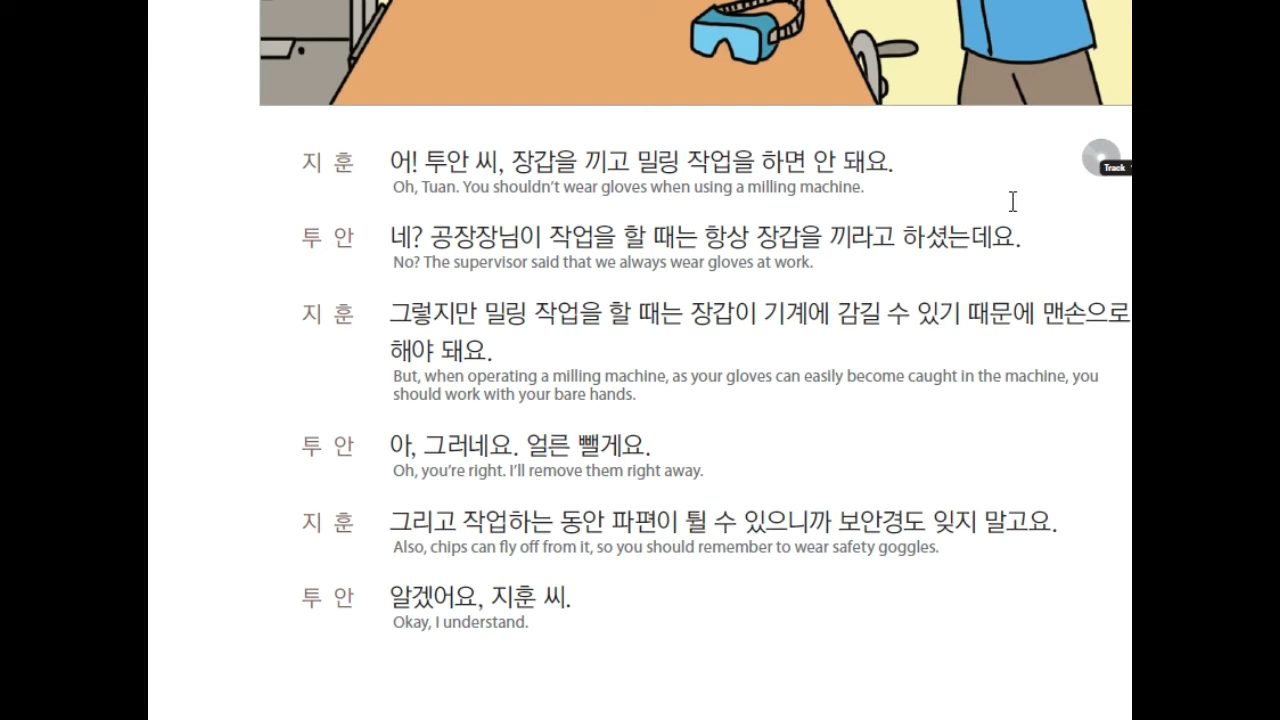 Track
지 훈 어! 투안 씨, 장갑을 끼고 밀링 작업을 하면 안 돼요.
Oh, Tuan. You shouldn't wear gloves when using a milling machine.
투 안 네? 공장장님이 작업을 할 때는 항상 장갑을 끼라고 하셨는데요.
No? The supervisor said that we always wear gloves at work.
지 훈 그렇지만 밀링 작업을 할 때는 장갑이 기계에 감길 수 있기 때문에 맨손으로
해야 돼요.
But, when operating a milling machine, as your gloves can easily become caught in the machine, you
should work with your bare hands.
투 안 아, 그러네요. 얼른 뺄게요.
Oh, you're right. I'll remove them right away.
지 훈 그리고 작업하는 동안 파편이 튈 수 있으니까 보안경도 잊지 말고요.
Also, chips can fly off from it, so you should remember to wear safety goggles.
투 안 알겠어요, 지훈 씨.
Okay, I understand.